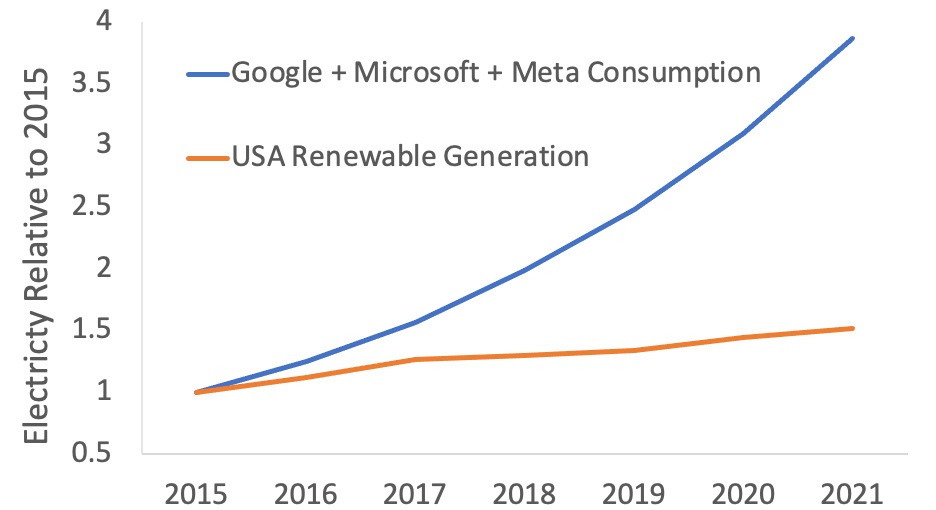 4
3.5
3
2.5
2
1.5
1
0.5
Electricty Relative to 2015
Google + Microsoft + Meta Consumption
USA Renewable Generation
2015 2016 2017 2018 2019 2020 2021